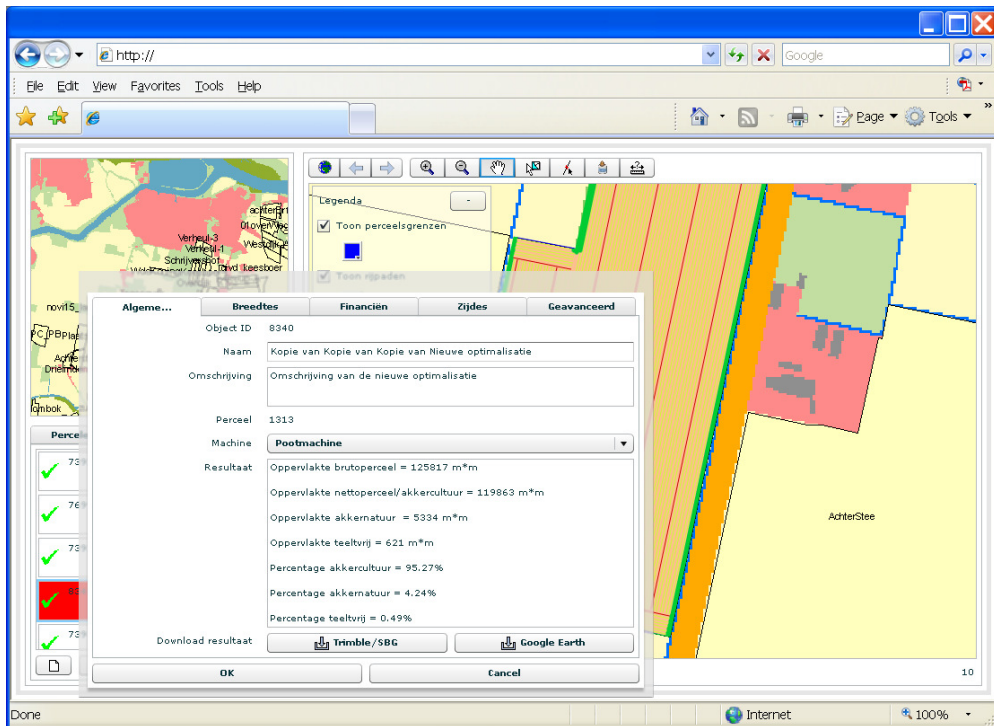 http://
Google
File Edit View Favorites Tools Help
Page Tools
Legenda
-
Toon perceelsgrenzen
Toon rijpaden
Verheul-3
Verheul-1
Schrijvershof
AchterStee
Algeme... Breedtes Financiën Zijdes Geavanceerd
Object ID 8340
Naam Kopie van Kopie van Kopie van Nieuwe optimalisatie
Omschrijving Omschrijving van de nieuwe optimalisatie
Perceel 1313
Machine Pootmachine
Resultaat Oppervlakte brutoperceel = 125817 m*m
Oppervlakte nettoperceel/akkercultuur = 119863 m*m
Oppervlakte akkernatuur = 5334 m*m
Oppervlakte teeltvrij = 621 m*m
Percentage akkercultuur = 95.27%
Percentage akkernatuur = 4.24%
Percentage teeltvrij = 0.49%
Download resultaat Trimble/SBG Google Earth
OK Cancel
10
Done Internet 100%